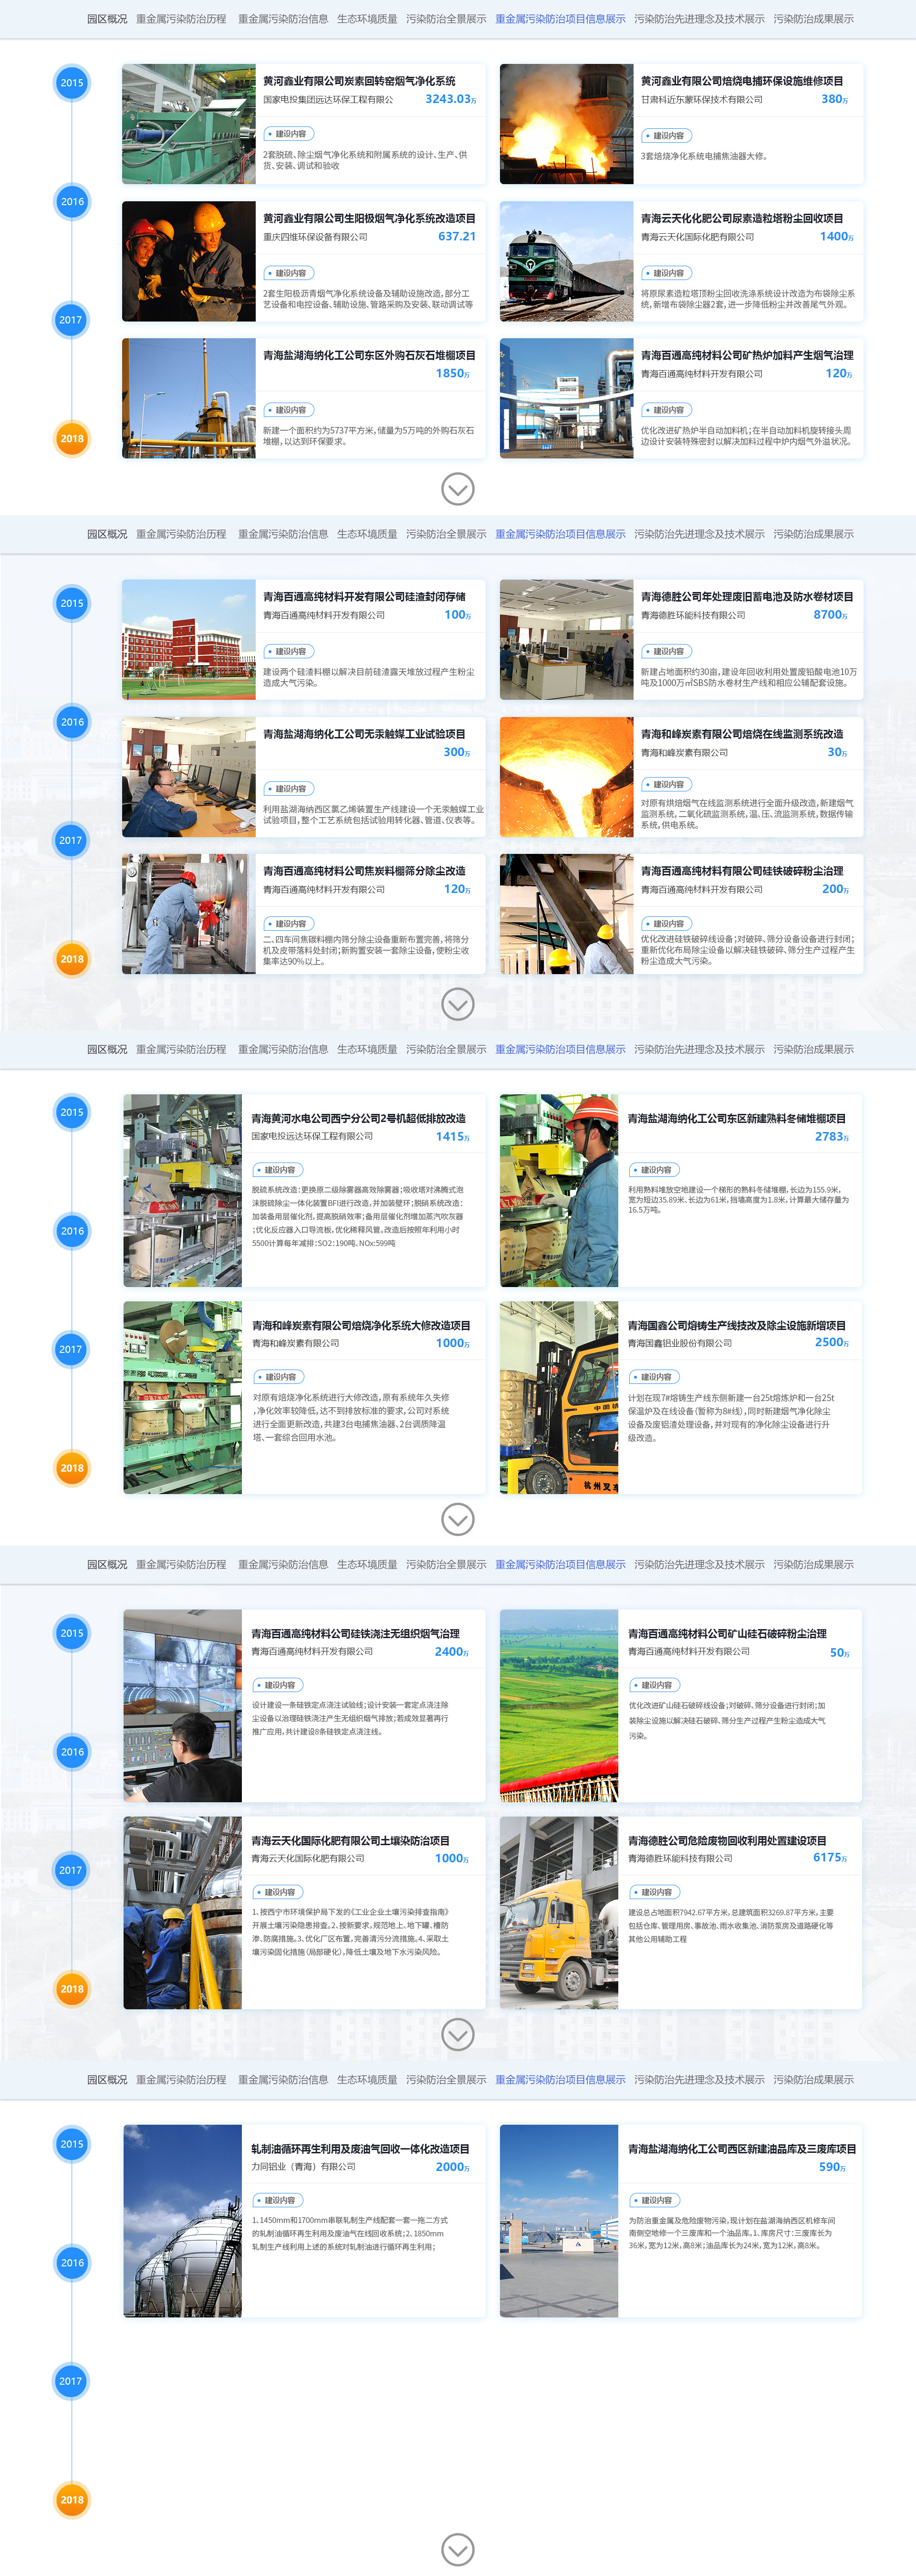 园区概况 重金属污染防治历程 重金属污染防治信息 生态环境质量 污染防治全景展示 重金属污染防治项目信息展示 污染防治先进理念及技术展示 污染防治成果展示
2015
2016
2017
2018
黄河鑫业有限公司炭素回转窑烟气净化系统
国家电投集团远达环保工程有限公
3243.03万
建设内容
2套脱硫、除尘烟气净化系统和附属系统的设计、生产、供
货、安装、调试和验收
黄河鑫业有限公司焙烧电捕环保设施维修项目
甘肃科近东蒙环保技术有限公司
380万
建设内容
3套焙烧净化系统电捕焦油器大修。
黄河鑫业有限公司生阳极烟气净化系统改造项目
重庆四维环保设备有限公司
637.21
建设内容
2套生阳极沥青烟气净化系统设备及辅助设施改造,部分工
艺设备和电控设备、辅助设施、管路采购及安装、联动调试等
青海云天化化肥公司尿素造粒塔粉尘回收项目
青海云天化国际化肥有限公司
1400万
建设内容
将原尿素造粒塔顶粉尘回收洗涤系统设计改造为布袋除尘系
统,新增布袋除尘器2套,进一步降低粉尘并改善尾气外观。
青海盐湖海纳化工公司东区外购石灰石堆棚项目
1850万
建设内容
新建一个面积约为5737平方米,储量为5万吨的外购石灰石
堆棚,以达到环保要求。
青海百通高纯材料公司矿热炉加料产生烟气治理
青海百通高纯材料开发有限公司
120万
建设内容
优化改进矿热炉半自动加料机;在半自动加料机旋转接头周
边设计安装特殊密封以解决加料过程中炉内烟气外溢状况。
园区概况 重金属污染防治历程 重金属污染防治信息 生态环境质量 污染防治全景展示 重金属污染防治项目信息展示 污染防治先进理念及技术展示 污染防治成果展示
2015
2016
2017
2018
青海百通高纯材料开发有限公司硅渣封闭存储
青海百通高纯材料开发有限公司
100万
建设内容
建设两个硅渣料棚以解决目前硅渣露天堆放过程产生粉尘
造成大气污染。
青海德胜公司年处理废旧蓄电池及防水卷材项目
青海德胜环能科技有限公司
8700万
建设内容
新建占地面积约30亩,建设年回收利用处置废铅酸电池10万
吨及1000万㎡SBS防水卷材生产线和相应公辅配套设施。
青海盐湖海纳化工公司无汞触媒工业试验项目
300万
建设内容
利用盐湖海纳西区氯乙烯装置生产线建设一个无汞触媒工业
试验项目,整个工艺系统包括试验用转化器、管道、仪表等。
青海和峰炭素有限公司焙烧在线监测系统改造
青海和峰炭素有限公司
30万
建设内容
对原有烘焙烟气在线监测系统进行全面升级改造,新建烟气
监测系统,二氧化硫监测系统,温、压、流监测系统,数据传输
系统,供电系统。
青海百通高纯材料公司焦炭料棚筛分除尘改造
青海百通高纯材料开发有限公司
120万
建设内容
二、四车间焦碳料棚内筛分除尘设备重新布置完善,将筛分
机及皮带落料处封闭;新购置安装一套除尘设备,使粉尘收
集率达90%以上。
青海百通高纯材料有限公司硅铁破碎粉尘治理
青海百通高纯材料开发有限公司
200万
建设内容
优化改进硅铁破碎线设备;对破碎、筛分设备设备进行封闭;
重新优化布局除尘设备以解决硅铁破碎、筛分生产过程产生
粉尘造成大气污染。
园区概况 重金属污染防治历程 重金属污染防治信息 生态环境质量 污染防治全景展示 重金属污染防治项目信息展示 污染防治先进理念及技术展示 污染防治成果展示
2015
2016
2017
2018
青海黄河水电公司西宁分公司2号机超低排放改造
国家电投远达环保工程有限公司
1415万
建设内容
脱硫系统改造:更换原二级除雾器高效除雾器;吸收塔对沸腾式泡
沫脱硫除尘一体化装置BFI进行改造,并加装壁环;脱硝系统改造:
加装备用层催化剂,提高脱硝效率;备用层催化剂增加蒸汽吹灰器
;优化反应器入口导流板,优化稀释风管。改造后按照年利用小时
5500计算每年减排:SO2:190吨、NOx:599吨
青海盐湖海纳化工公司东区新建熟料冬储堆棚项目
2783万
建设内容
利用熟料堆放空地建设一个梯形的熟料冬储堆棚,长边为155.9米,
宽为短边35.89米、长边为61米,挡墙高度为1.8米,计算最大储存量为
16.5万吨。
青海和峰炭素有限公司焙烧净化系统大修改造项目
青海和峰炭素有限公司
1000万
建设内容
对原有焙烧净化系统进行大修改造,原有系统年久失修
,净化效率较降低,达不到排放标准的要求,公司对系统
进行全面更新改造,共建3台电捕焦油器、2台调质降温
塔、一套综合回用水池。
青海国鑫公司熔铸生产线技改及除尘设施新增项目
青海国鑫铝业股份有限公司
2500万
建设内容
计划在现7#熔铸生产线东侧新建一台25t熔炼炉和一台25t
保温炉及在线设备(暂称为8#线),同时新建烟气净化除尘
设备及废铝渣处理设备,并对现有的净化除尘设备进行升
级改造。
杭州叉车
园区概况 重金属污染防治历程 重金属污染防治信息 生态环境质量 污染防治全景展示 重金属污染防治项目信息展示 污染防治先进理念及技术展示 污染防治成果展示
2015
2016
2017
2018
青海百通高纯材料公司硅铁浇注无组织烟气治理
青海百通高纯材料开发有限公司
2400万
建设内容
设计建设一条硅铁定点浇注试验线;设计安装一套定点浇注除
尘设备以治理硅铁浇注产生无组织烟气排放;若成效显著再行
推广应用,共计建设8条硅铁定点浇注线。
青海百通高纯材料公司矿山硅石破碎粉尘治理
青海百通高纯材料开发有限公司
50万
建设内容
优化改进矿山硅石破碎线设备;对破碎、筛分设备进行封闭;加
装除尘设施以解决硅石破碎、筛分生产过程产生粉尘造成大气
污染。
青海云天化国际化肥有限公司土壤染防治项目
青海云天化国际化肥有限公司
1000万
建设内容
1、按西宁市环境保护局下发的《工业企业土壤污染排查指南》
开展土壤污染隐患排查。2、按新要求,规范地上、地下罐、槽防
渗、防腐措施。3、优化厂区布置,完善清污分流措施。4、采取土
壤污染固化措施(局部硬化),降低土壤及地下水污染风险。
青海德胜公司危险废物回收利用处置建设项目
青海德胜环能科技有限公司
6175万
建设内容
建设总占地面积7942.67平方米,总建筑面积3269.87平方米,主要
包括仓库、管理用房、事故池、雨水收集池、消防泵房及道路硬化等
其他公用辅助工程
园区概况 重金属污染防治历程 重金属污染防治信息 生态环境质量 污染防治全景展示 重金属污染防治项目信息展示 污染防治先进理念及技术展示 污染防治成果展示
2015
2016
2017
2018
轧制油循环再生利用及废油气回收一体化改造项目
力同铝业（青海）有限公司
2000万
建设内容
1、1450mm和1700mm串联轧制生产线配套一套一拖二方式
的轧制油循环再生利用及废油气在线回收系统;2、1850mm
轧制生产线利用上述的系统对轧制油进行循环再生利用;
青海盐湖海纳化工公司西区新建油品库及三废库项目
590万
建设内容
为防治重金属及危险废物污染,现计划在盐湖海纳西区机修车间
南侧空地修一个三废库和一个油品库。1、库房尺寸:三废库长为
36米,宽为12米,高8米;油品库长为24米,宽为12米,高8米。